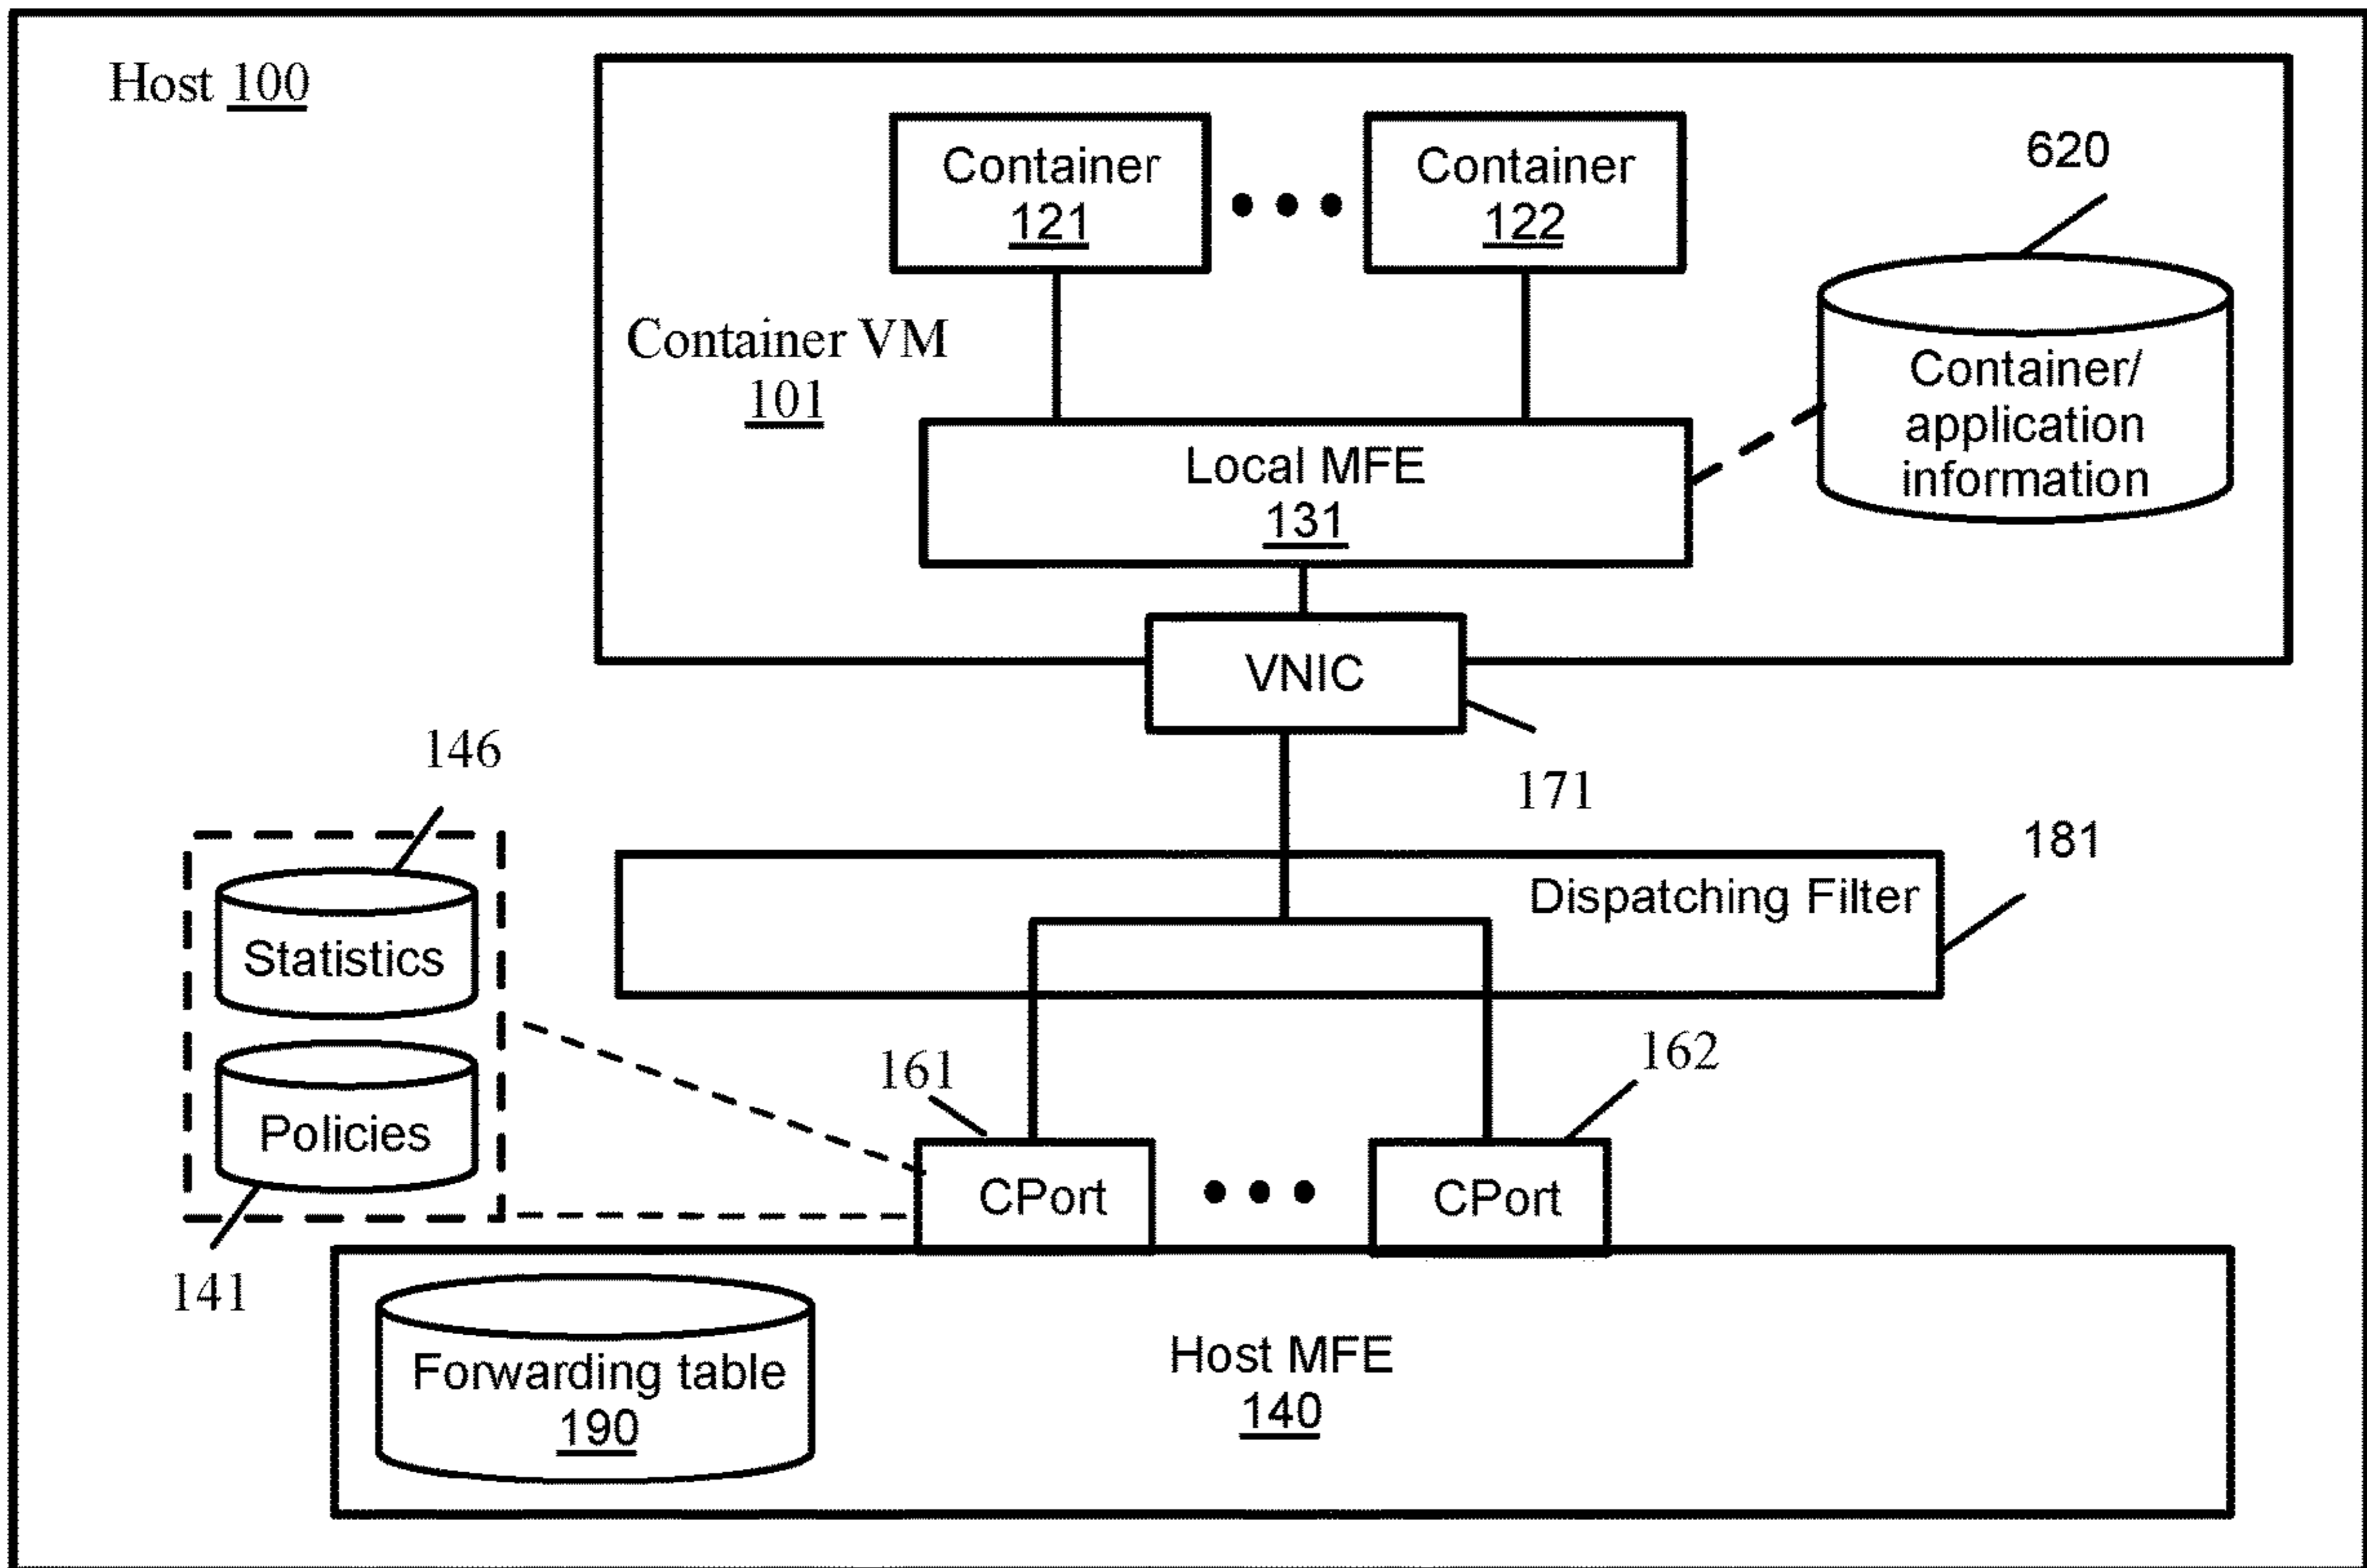 Host 100
Container
121
Container
122
620
Container VM
101
Container/
application
information
Local MFE
131
VNIC
171
146
181
Dispatching Filter
Statistics
161
162
Policies
CPort
CPort
141
Forwarding table
190
Host MFE
140